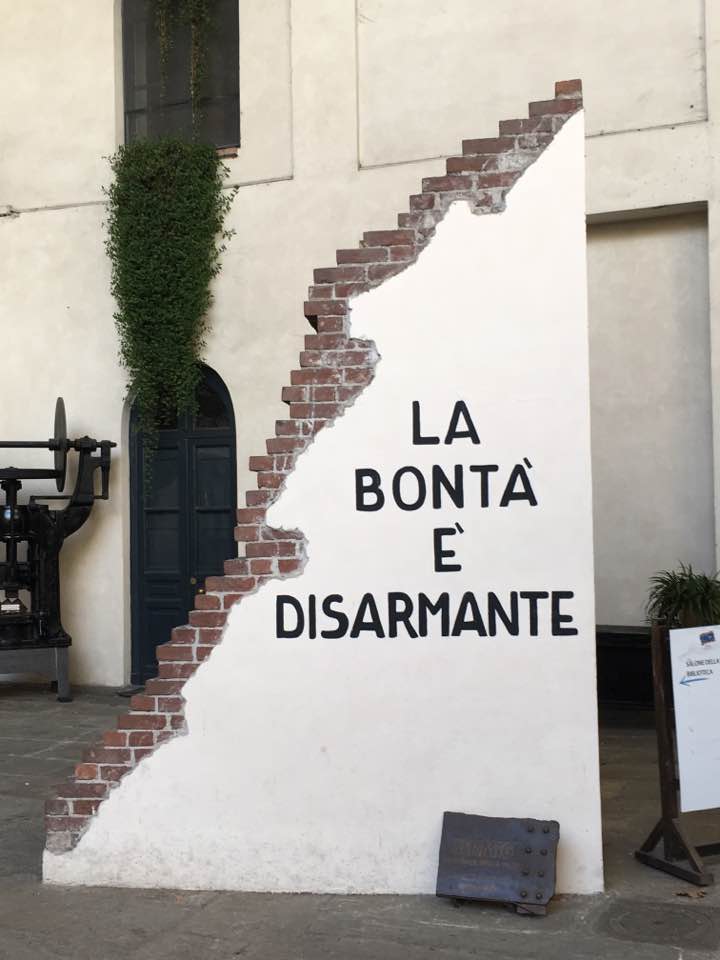 LA
BONTÀ
È
DISARMANTE
SALONE DELLA
BIBLIOTECA